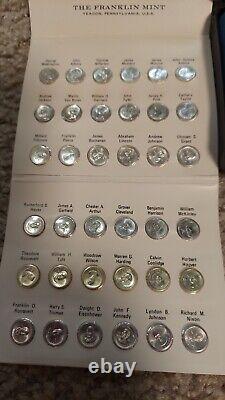 THE FRANKLIN MINT
YEADON, PENNSYLVANIA, U.S.A.
George Washington John Adams Thomas Jefferson James Madison James Monroe John Quincy Adams
Andrew Jackson Martin Van Buren William H. Harrison John Tyler James K. Polk Zachary Taylor
Millard Fillmore Franklin Pierce James Buchanan Abraham Lincoln Andrew Johnson Ulysses S. Grant
Rutherford B. Hayes James A. Garfield Chester A. Arthur Grover Cleveland Benjamin Harrison William McKinley
Theodore Roosevelt William H. Taft Woodrow Wilson Warren G. Harding Calvin Coolidge Herbert Hoover
Franklin D. Roosevelt Harry S. Truman Dwight D. Eisenhower John F. Kennedy Lyndon B. Johnson Richard M. Nixon